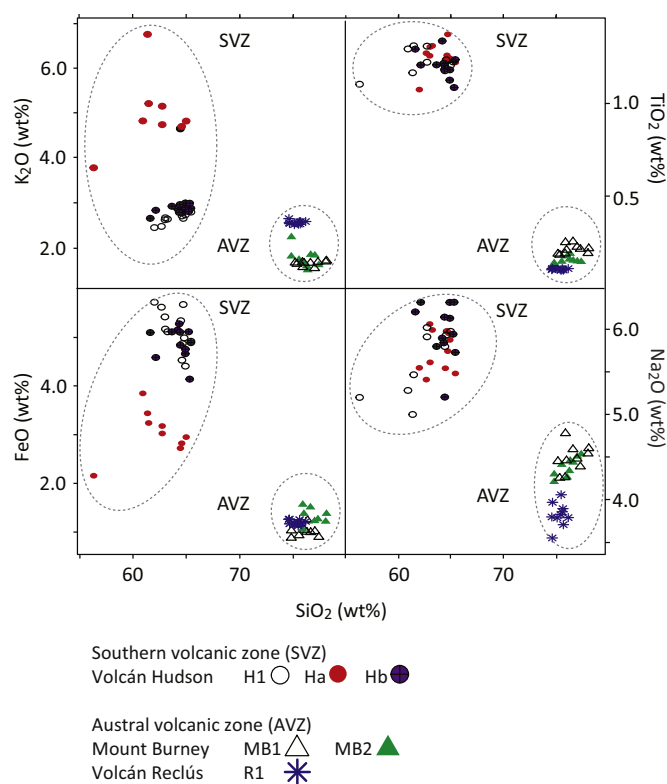 SVZ
SVZ
6.0
4.0
2.0
K₂O (wt%)
AVZ
AVZ
1.0
0.5
TiO₂ (wt%)
SVZ
SVZ
4.0
2.0
FeO (wt%)
AVZ
AVZ
6.0
5.0
4.0
Na₂O (wt%)
60 70 60 70
SiO₂ (wt%)
Southern volcanic zone (SVZ)
Volcán Hudson H1 Ha Hb
Austral volcanic zone (AVZ)
Mount Burney MB1 MB2
Volcán Reclús R1